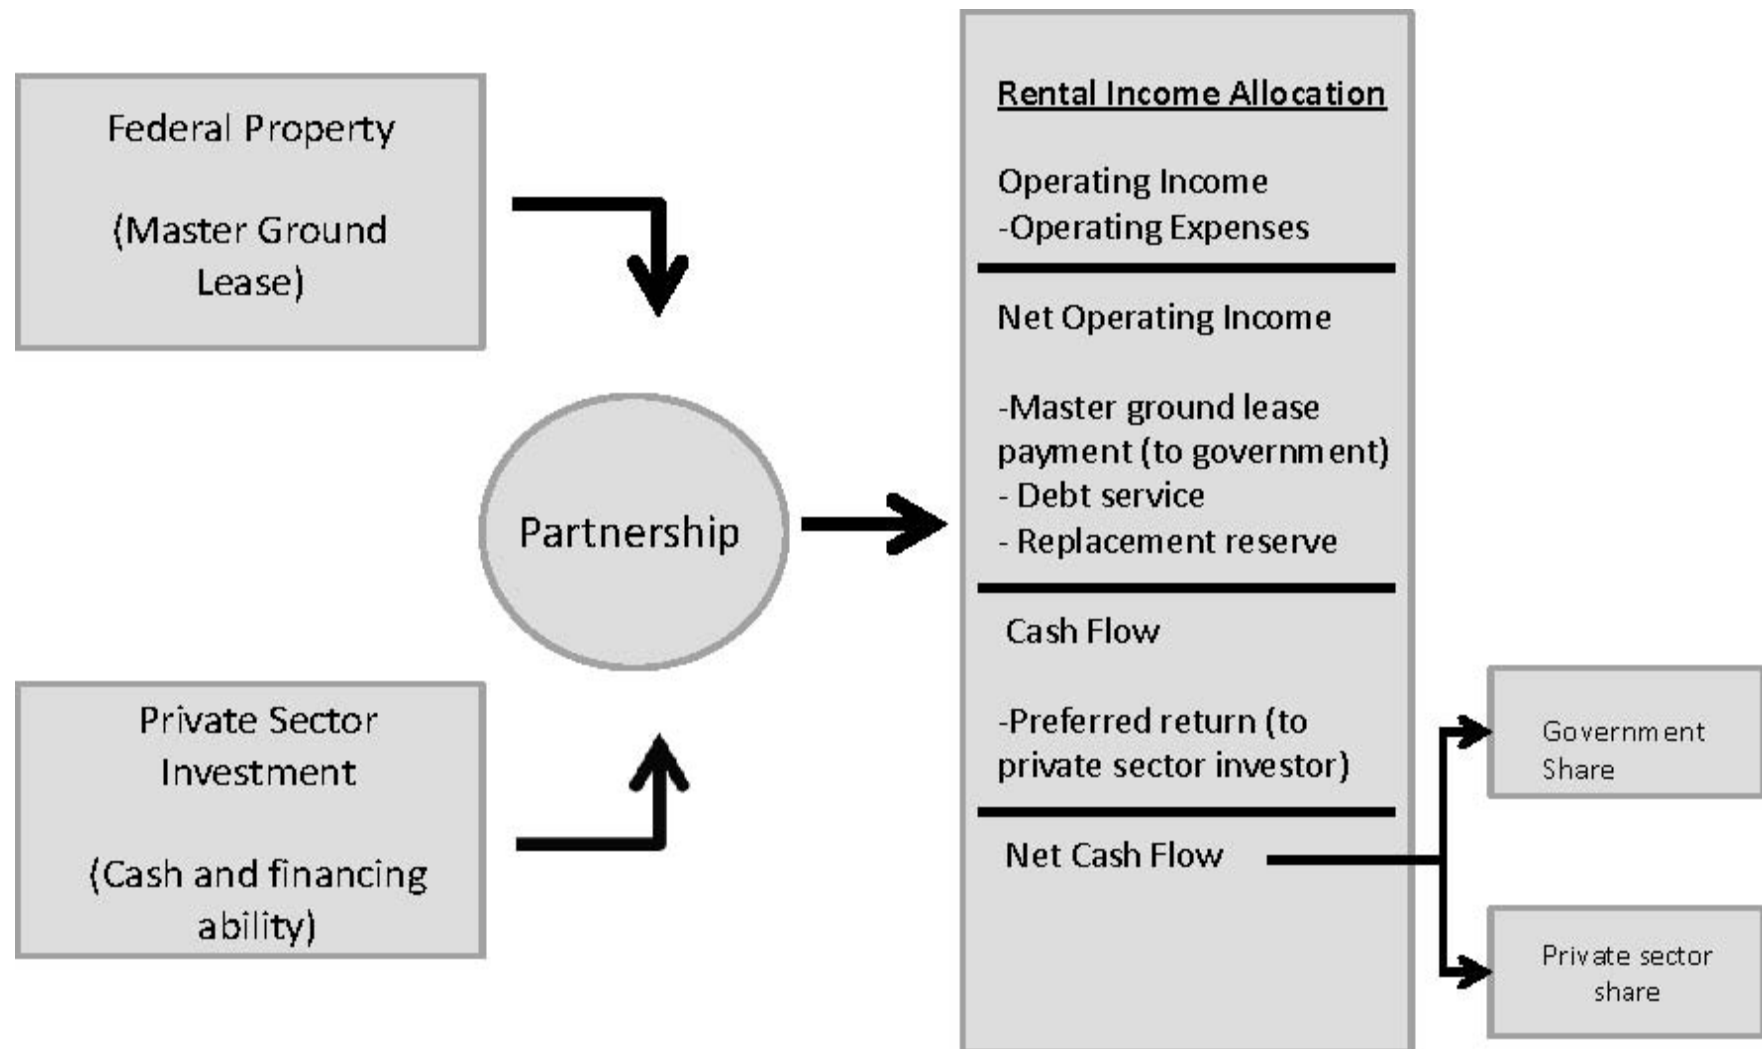 Federal Property
(Master Ground
Lease)
Private Sector
Investment
(Cash and financing
ability)
Partnership
Rental Income Allocation
Operating Income
-Operating Expenses
Net Operating Income
-Master ground lease
payment (to government)
- Debt service
- Replacement reserve
Cash Flow
-Preferred return (to
private sector investor)
Net Cash Flow
Government
Share
Private sector
share